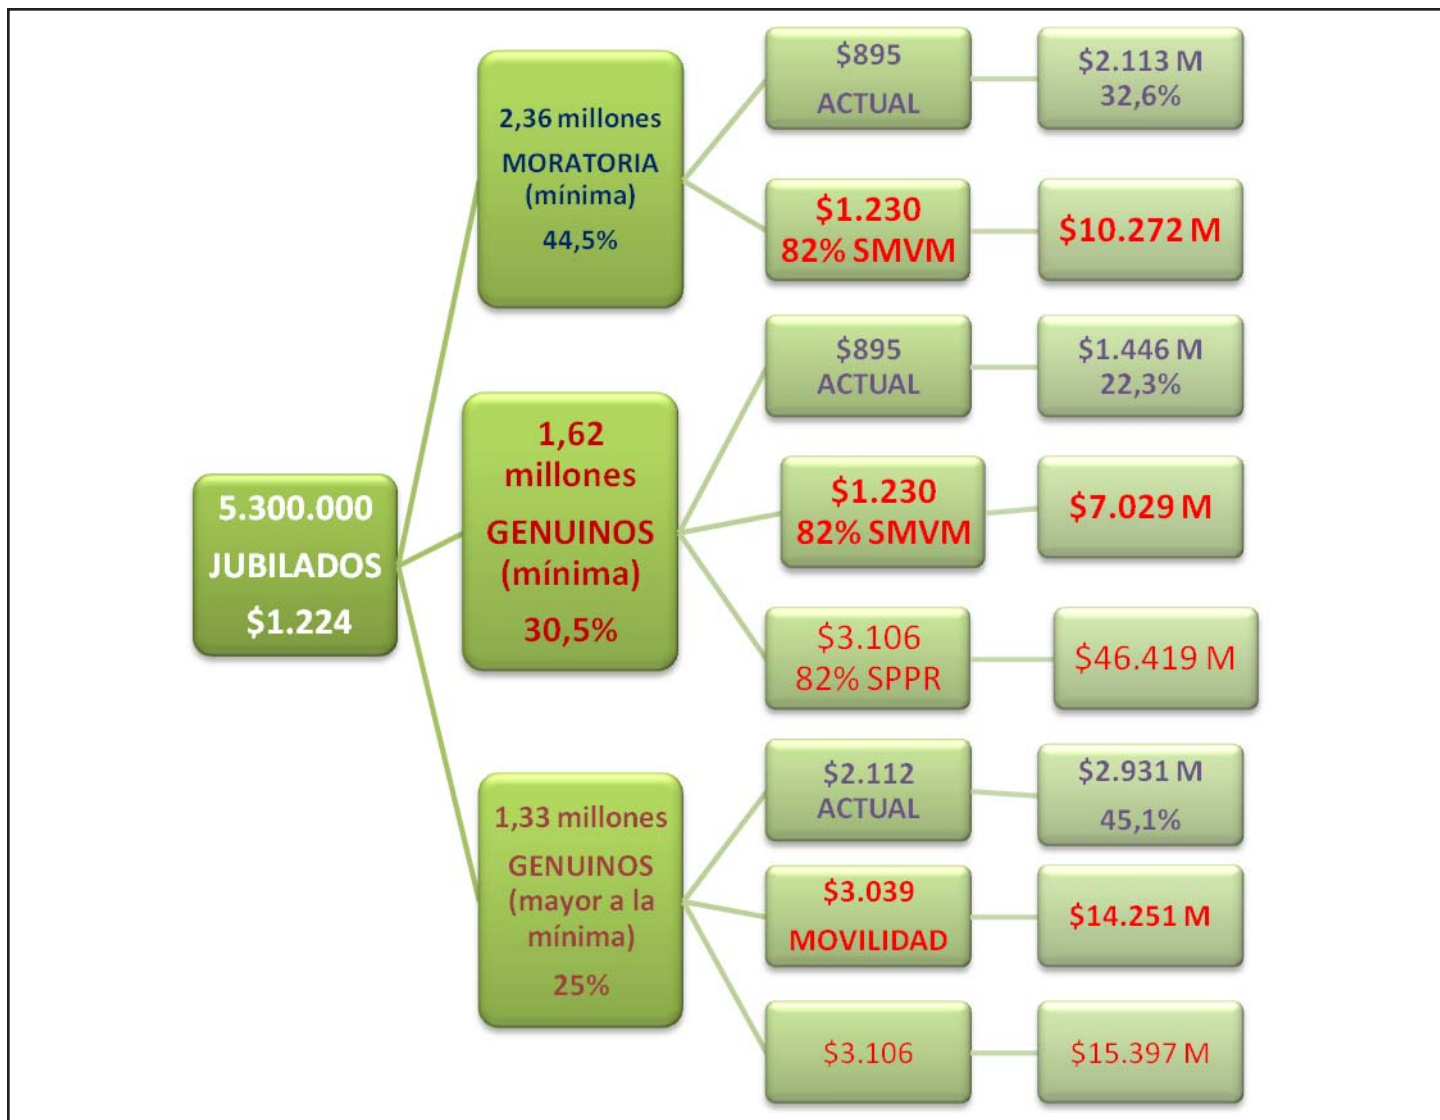 5.300.000
JUBILADOS
$1.224
2,36 millones
MORATORIA
(mínima)
44,5%
$895
ACTUAL
$2.113 M
32,6%
$1.230
82% SMVM
$10.272 M
1,62
millones
GENUINOS
(mínima)
30,5%
$895
ACTUAL
$1.446 M
22,3%
$1.230
82% SMVM
$7.029 M
$3.106
82% SPPR
$46.419 M
1,33 millones
GENUINOS
(mayor a la
mínima)
25%
$2.112
ACTUAL
$2.931 M
45,1%
$3.039
MOVILIDAD
$14.251 M
$3.106
$15.397 M